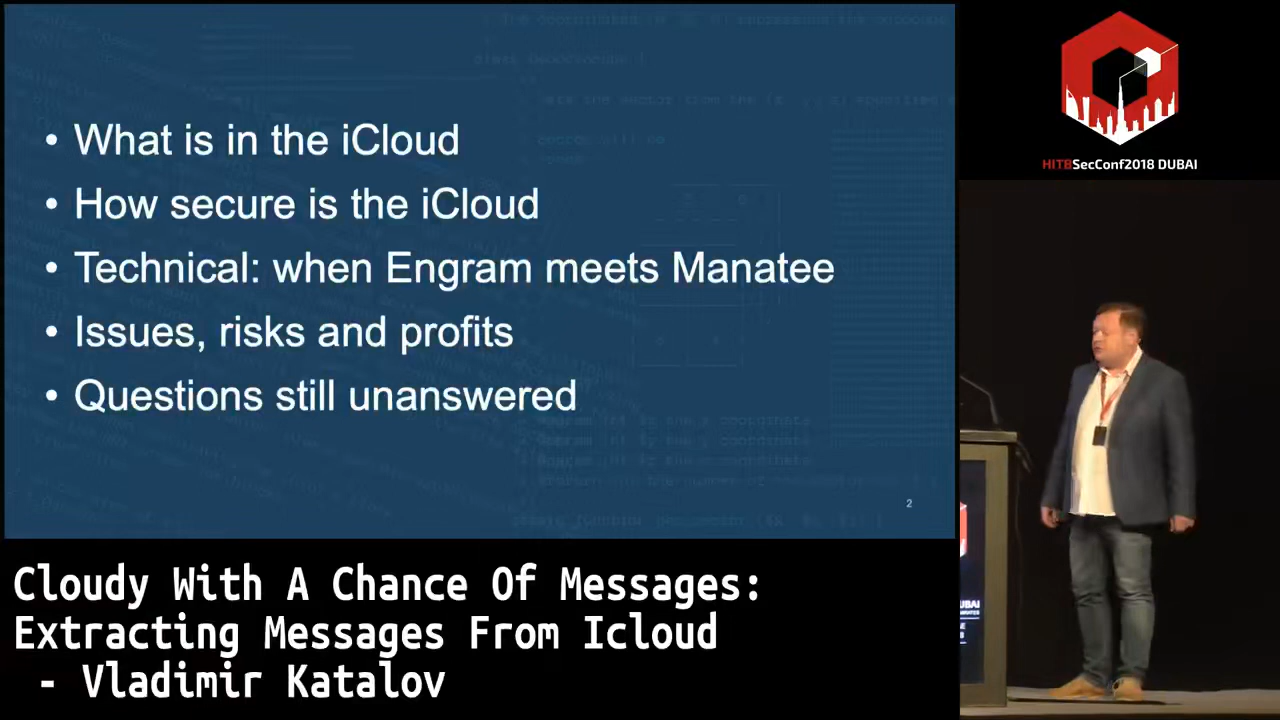 • What is in the iCloud
• How secure is the iCloud
• Technical: when Engram meets Manatee
• Issues, risks and profits
• Questions still unanswered
2
Cloudy With A Chance Of Messages:
Extracting Messages From Icloud
- Vladimir Katalov
HITBSecConf2018 DUBAI